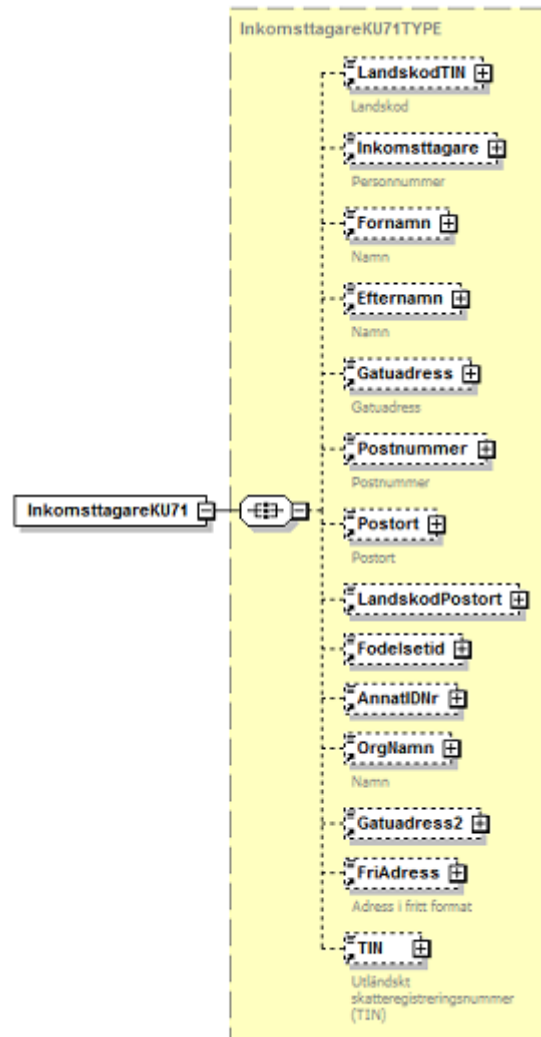 InkomsttagareKU71TYPE
LandskodTIN
Landskod
Inkomsttagare
Personnummer
Fornamn
Namn
Efternamn
Namn
Gatuadress
Gatuadress
Postnummer
Postnummer
InkomsttagareKU71
Postort
Postort
LandskodPostort
Fodelsetid
AnnatIDNr
OrgNamn
Namn
Gatuadress2
FriAdress
Adress i fritt format
TIN
Utländskt
skatteregistreringsnummer
(TIN)